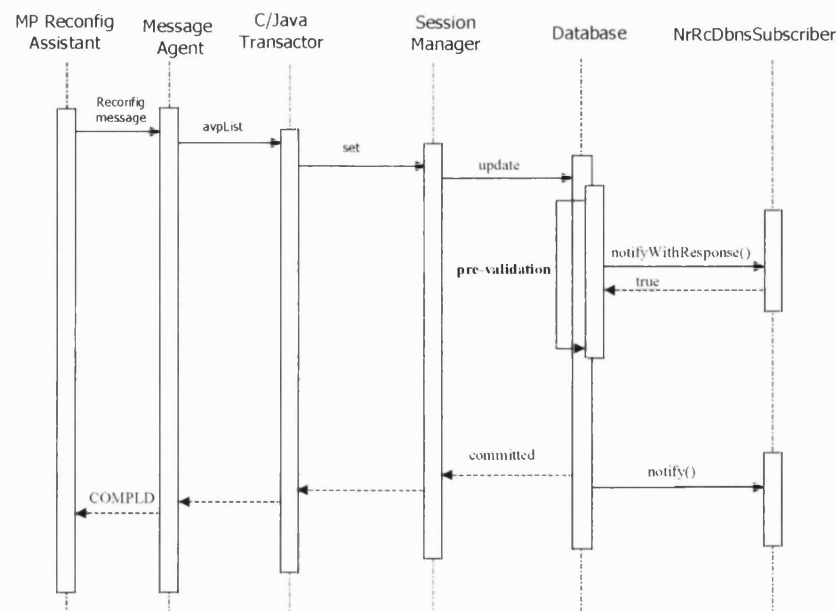 MP Reconfig
Assistant
Message
Agent
C/Java
Transactor
Session
Manager
Database
NrRcDbnsSubscriber
Reconfig
message
avpList
set
update
notifyWithResponse()
pre-validation
true
committed
notify()
COMPLD